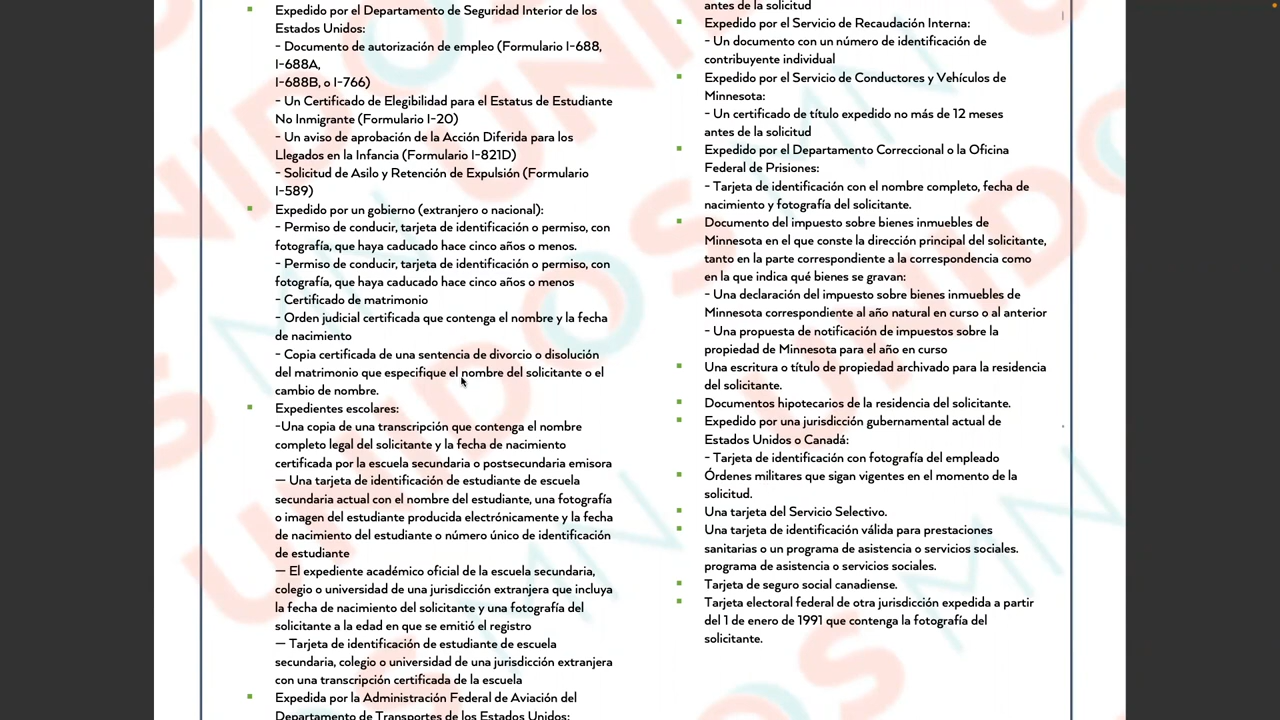 Expedido por el Departamento de Seguridad Interior de los
Estados Unidos:
- Documento de autorización de empleo (Formulario I-688,
I-688A,
I-688B, o I-766)
- Un Certificado de Elegibilidad para el Estatus de Estudiante
No Inmigrante (Formulario I-20)
- Un aviso de aprobación de la Acción Diferida para los
Llegados en la Infancia (Formulario I-821D)
- Solicitud de Asilo y Retención de Expulsión (Formulario
I-589)
Expedido por un gobierno (extranjero o nacional):
- Permiso de conducir, tarjeta de identificación o permiso, con
fotografía, que haya caducado hace cinco años o menos.
- Permiso de conducir, tarjeta de identificación o permiso, con
fotografía, que haya caducado hace cinco años o menos
- Certificado de matrimonio
- Orden judicial certificada que contenga el nombre y la fecha
de nacimiento
- Copia certificada de una sentencia de divorcio o disolución
del matrimonio que especifique el nombre del solicitante o el
cambio de nombre.
Expedientes escolares:
-Una copia de una transcripción que contenga el nombre
completo legal del solicitante y la fecha de nacimiento
certificada por la escuela secundaria o postsecundaria emisora
— Una tarjeta de identificación de estudiante de escuela
secundaria actual con el nombre del estudiante, una fotografía
o imagen del estudiante producida electrónicamente y la fecha
de nacimiento del estudiante o número único de identificación
de estudiante
— El expediente académico oficial de la escuela secundaria,
colegio o universidad de una jurisdicción extranjera que incluya
la fecha de nacimiento del solicitante y una fotografía del
solicitante a la edad en que se emitió el registro
— Tarjeta de identificación de estudiante de escuela
secundaria, colegio o universidad de una jurisdicción extranjera
con una transcripción certificada de la escuela
Expedida por la Administración Federal de Aviación del
Departamento de Transportes de los Estados Unidos:
antes de la solicitud
Expedido por el Servicio de Recaudación Interna:
- Un documento con un número de identificación de
contribuyente individual
Expedido por el Servicio de Conductores y Vehículos de
Minnesota:
- Un certificado de título expedido no más de 12 meses
antes de la solicitud
Expedido por el Departamento Correccional o la Oficina
Federal de Prisiones:
- Tarjeta de identificación con el nombre completo, fecha de
nacimiento y fotografía del solicitante.
Documento del impuesto sobre bienes inmuebles de
Minnesota en el que conste la dirección principal del solicitante,
tanto en la parte correspondiente a la correspondencia como
en la que indica qué bienes se gravan:
- Una declaración del impuesto sobre bienes inmuebles de
Minnesota correspondiente al año natural en curso o al anterior
- Una propuesta de notificación de impuestos sobre la
propiedad de Minnesota para el año en curso
Una escritura o título de propiedad archivado para la residencia
del solicitante.
Documentos hipotecarios de la residencia del solicitante.
Expedido por una jurisdicción gubernamental actual de
Estados Unidos o Canadá:
- Tarjeta de identificación con fotografía del empleado
Órdenes militares que sigan vigentes en el momento de la
solicitud.
Una tarjeta del Servicio Selectivo.
Una tarjeta de identificación válida para prestaciones
sanitarias o un programa de asistencia o servicios sociales.
programa de asistencia o servicios sociales.
Tarjeta de seguro social canadiense.
Tarjeta electoral federal de otra jurisdicción expedida a partir
del 1 de enero de 1991 que contenga la fotografía del
solicitante.
UNIDOS MN